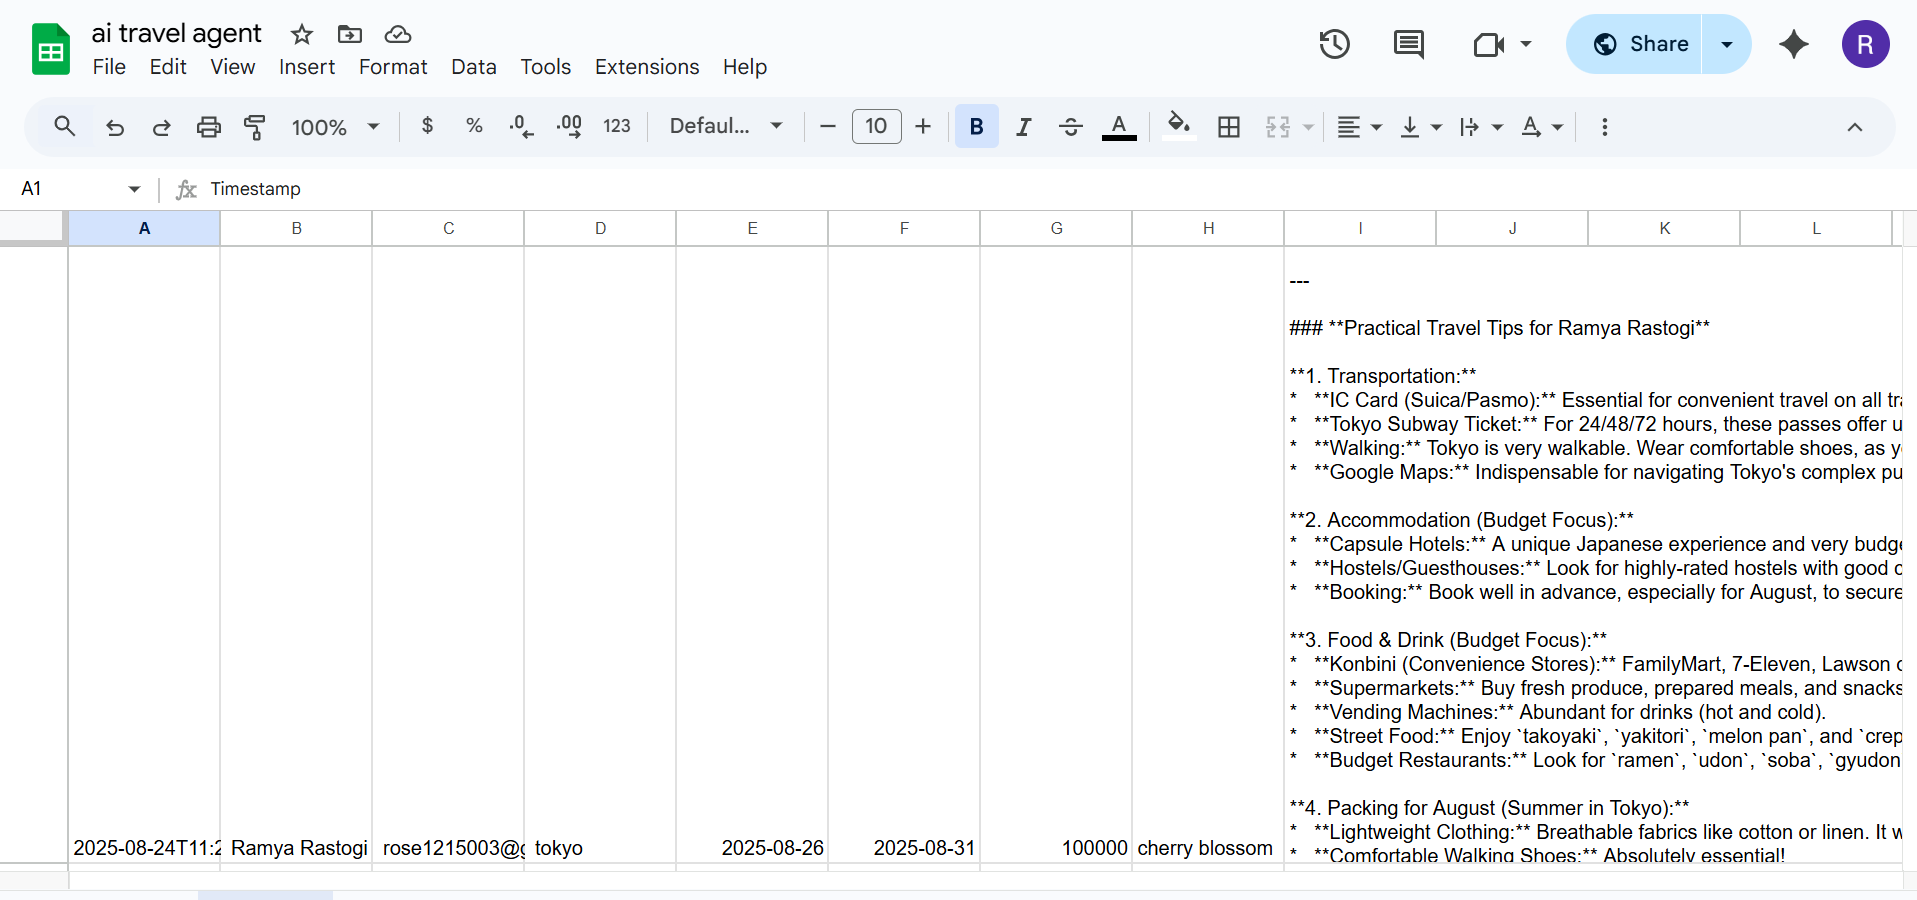 ai travel agent
File Edit View Insert Format Data Tools Extensions Help
Share
R
100% $ % .0 .00 123 Defaul... 10 B I A
A1 fx Timestamp
A B C D E F G H I J K L
---
### **Practical Travel Tips for Ramya Rastogi**
**1. Transportation:**
* **IC Card (Suica/Pasmo):** Essential for convenient travel on all tra
* **Tokyo Subway Ticket:** For 24/48/72 hours, these passes offer u
* **Walking:** Tokyo is very walkable. Wear comfortable shoes, as y
* **Google Maps:** Indispensable for navigating Tokyo's complex pu
**2. Accommodation (Budget Focus):**
* **Capsule Hotels:** A unique Japanese experience and very budge
* **Hostels/Guesthouses:** Look for highly-rated hostels with good c
* **Booking:** Book well in advance, especially for August, to secure
**3. Food & Drink (Budget Focus):**
* **Konbini (Convenience Stores):** FamilyMart, 7-Eleven, Lawson c
* **Supermarkets:** Buy fresh produce, prepared meals, and snacks
* **Vending Machines:** Abundant for drinks (hot and cold).
* **Street Food:** Enjoy `takoyaki`, `yakitori`, `melon pan`, and `crep
* **Budget Restaurants:** Look for `ramen`, `udon`, `soba`, `gyudon
**4. Packing for August (Summer in Tokyo):**
* **Lightweight Clothing:** Breathable fabrics like cotton or linen. It w
* **Comfortable Walking Shoes:** Absolutely essential!
2025-08-24T11:2 Ramya Rastogi rose1215003@g tokyo 2025-08-26 2025-08-31 100000 cherry blossom